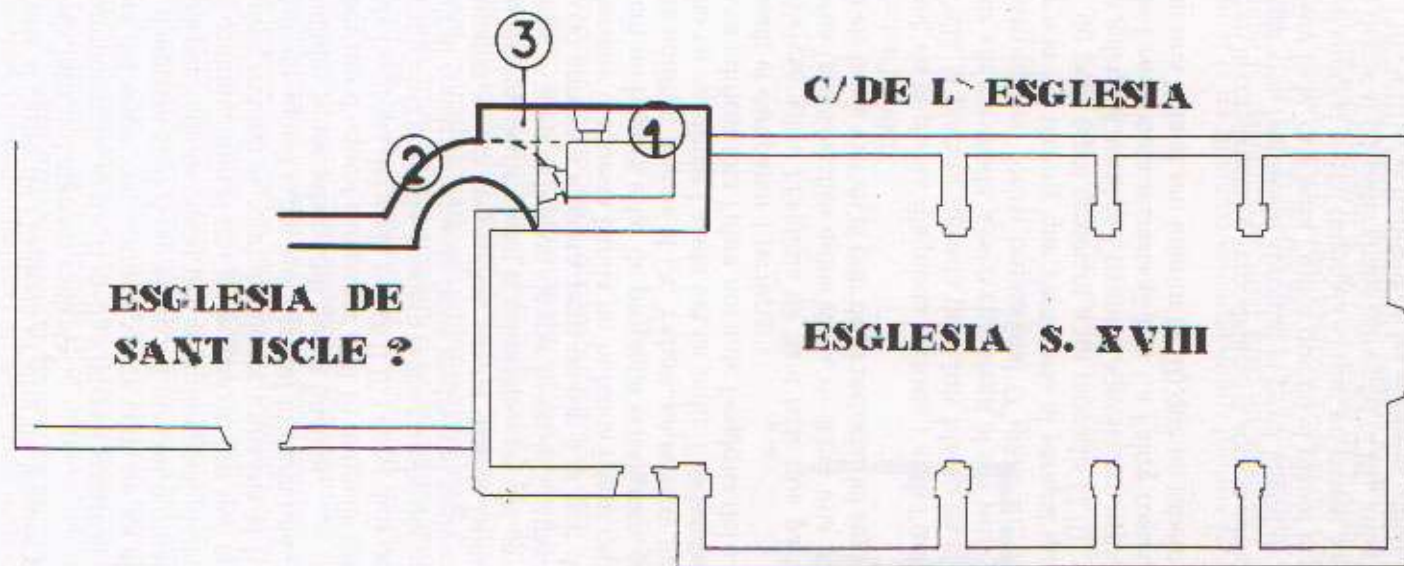 3
C/DE L` ESGLESIA
1
2
ESGLESIA DE
SANT ISCLE ?
ESGLESIA S. XVIII